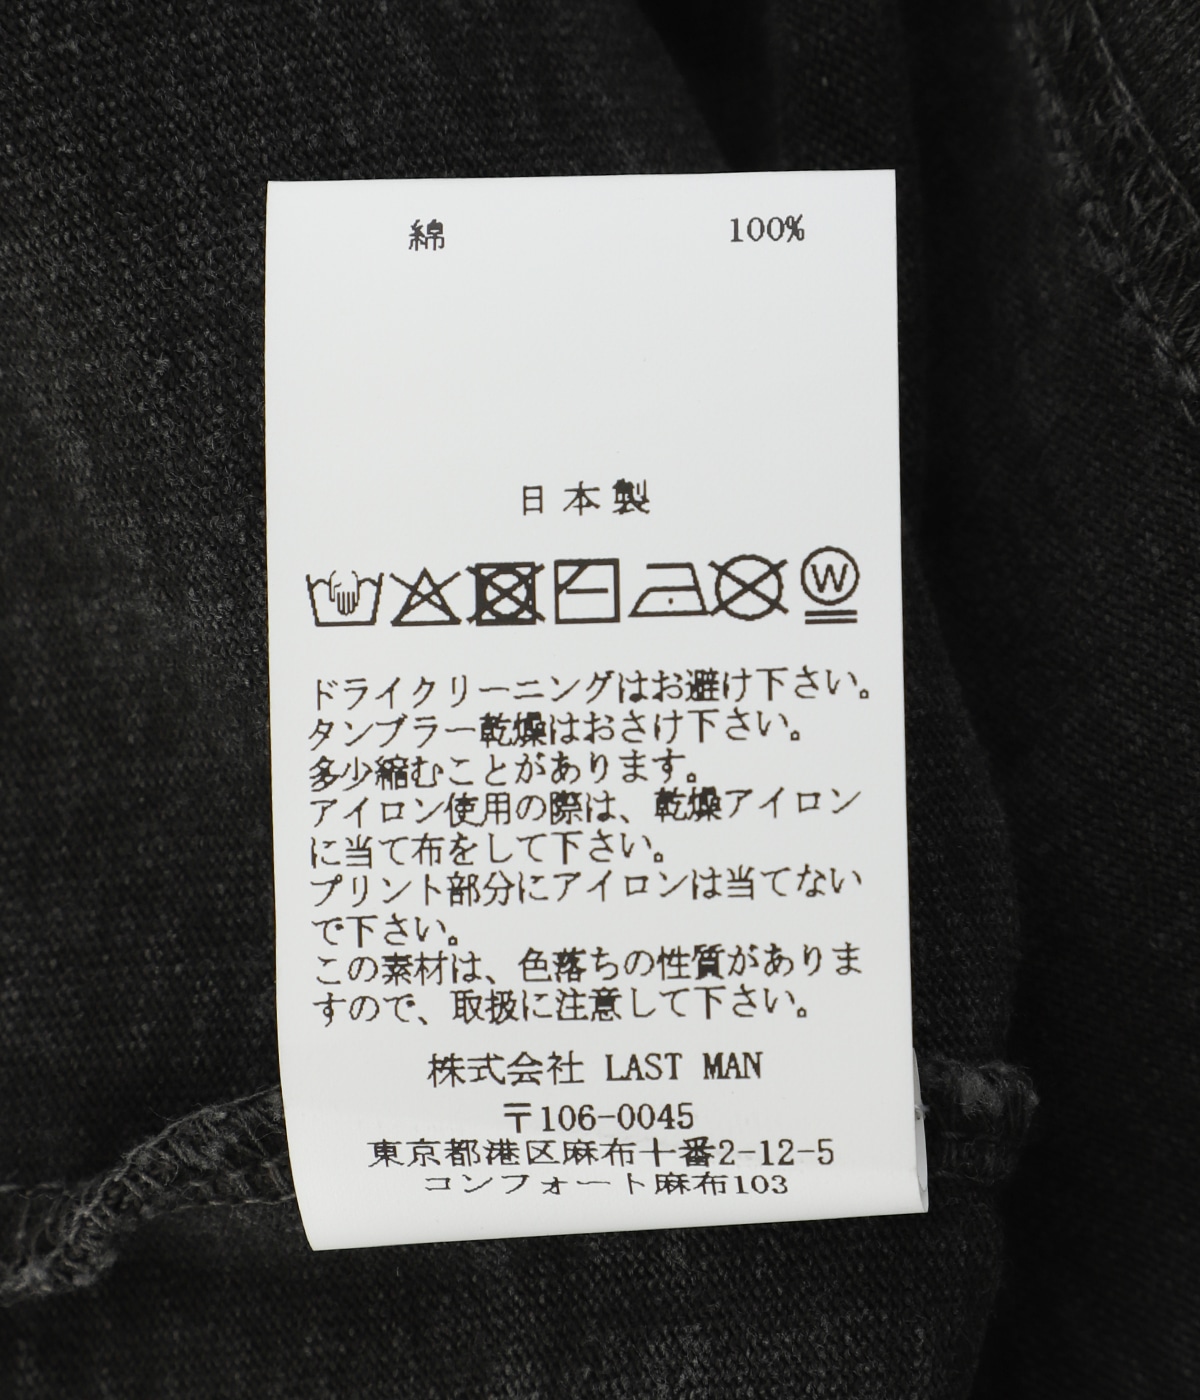 綿 100%
日本製
W
ドライクリーニングはお避け下さい。
タンブラー乾燥はおさけ下さい。
多少縮むことがあります。
アイロン使用の際は、乾燥アイロン
に当て布をして下さい。
プリント部分にアイロンは当てない
で下さい。
この素材は、色落ちの性質がありま
すので、取扱に注意して下さい。
株式会社 LAST MAN
〒106-0045
東京都港区麻布十番2-12-5
コンフォート麻布103